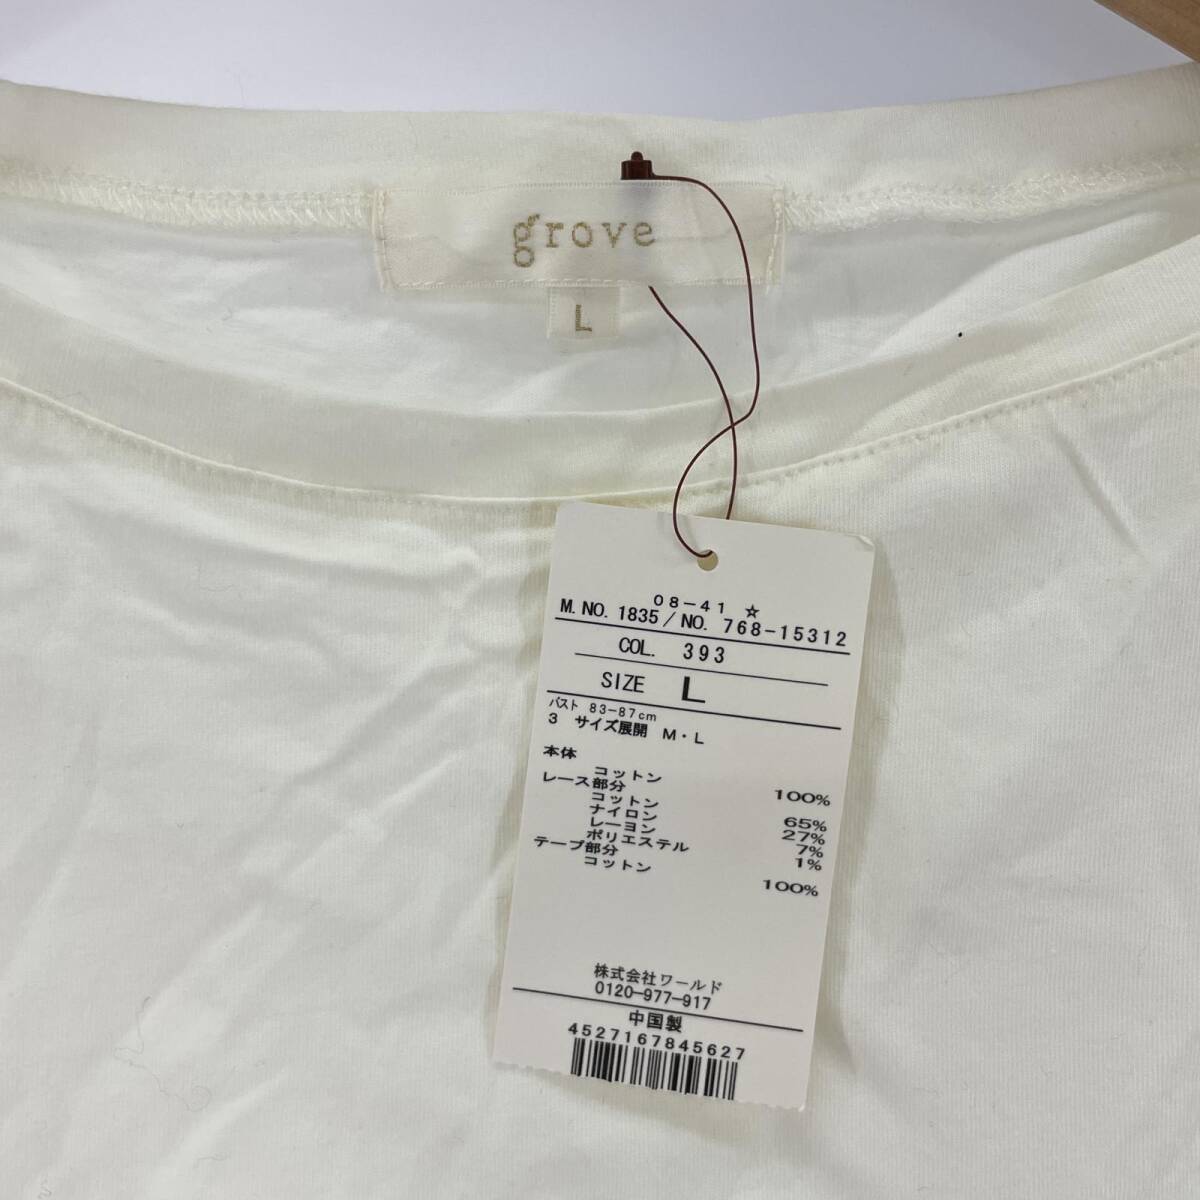 grove
L
08-41 ☆
M. NO. 1835 / NO. 768-15312
COL. 393
SIZE L
バスト 83-87cm
3 サイズ展開 M・L
本体
コットン 100%
レース部分
コットン 65%
ナイロン 27%
レーヨン 7%
ポリエステル 1%
テープ部分
コットン 100%
株式会社ワールド
0120-977-917
中国製
4527167845627